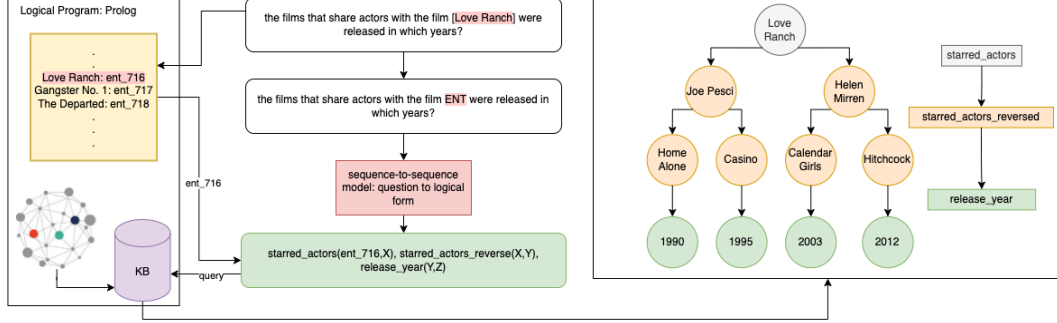 Logical Program: Prolog
.
.
Love Ranch: ent_716
Gangster No. 1: ent_717
The Departed: ent_718
.
.
.
the films that share actors with the film [Love Ranch] were
released in which years?
the films that share actors with the film ENT were released in
which years?
sequence-to-sequence
model: question to logical
form
ent_716
starred_actors(ent_716,X), starred_actors_reverse(X,Y),
release_year(Y,Z)
query
KB
Love
Ranch
Joe Pesci
Helen
Mirren
Home
Alone
Casino
Calendar
Girls
Hitchcock
1990
1995
2003
2012
starred_actors
starred_actors_reversed
release_year